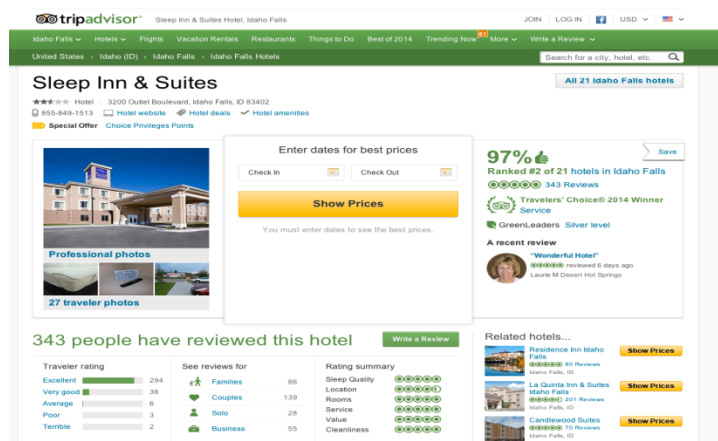 tripadvisor® Sleep Inn & Suites Hotel, Idaho Falls JOIN LOG IN USD
Idaho Falls Hotels Flights Vacation Rentals Restaurants Things to Do Best of 2014 Trending Now More Write a Review
United States Idaho (ID) Idaho Falls Idaho Falls Hotels Search for a city, hotel, etc.
Sleep Inn & Suites
All 21 Idaho Falls hotels
Hotel 3200 Outlet Boulevard, Idaho Falls, ID 83402
855-849-1513 Hotel website Hotel deals Hotel amenities
Special Offer Choice Privileges Points
Professional photos
27 traveler photos
Enter dates for best prices
Check In Check Out
Show Prices
You must enter dates to see the best prices.
97%
Save
Ranked #2 of 21 hotels in Idaho Falls
343 Reviews
Travelers' Choice® 2014 Winner
Service
GreenLeaders Silver level
A recent review
"Wonderful Hotel"
reviewed 6 days ago
Laurie M Desert Hot Springs
343 people have reviewed this hotel
Write a Review
Traveler rating
Excellent 294
Very good 38
Average 6
Poor 3
Terrible 2
See reviews for
Families 86
Couples 139
Solo 28
Business 55
Rating summary
Sleep Quality
Location
Rooms
Service
Value
Cleanliness
Related hotels...
Residence Inn Idaho
Falls
80 Reviews
Idaho Falls, ID
Show Prices
La Quinta Inn & Suites
Idaho Falls
201 Reviews
Idaho Falls, ID
Show Prices
Candlewood Suites
70 Reviews
Idaho Falls, ID
Show Prices